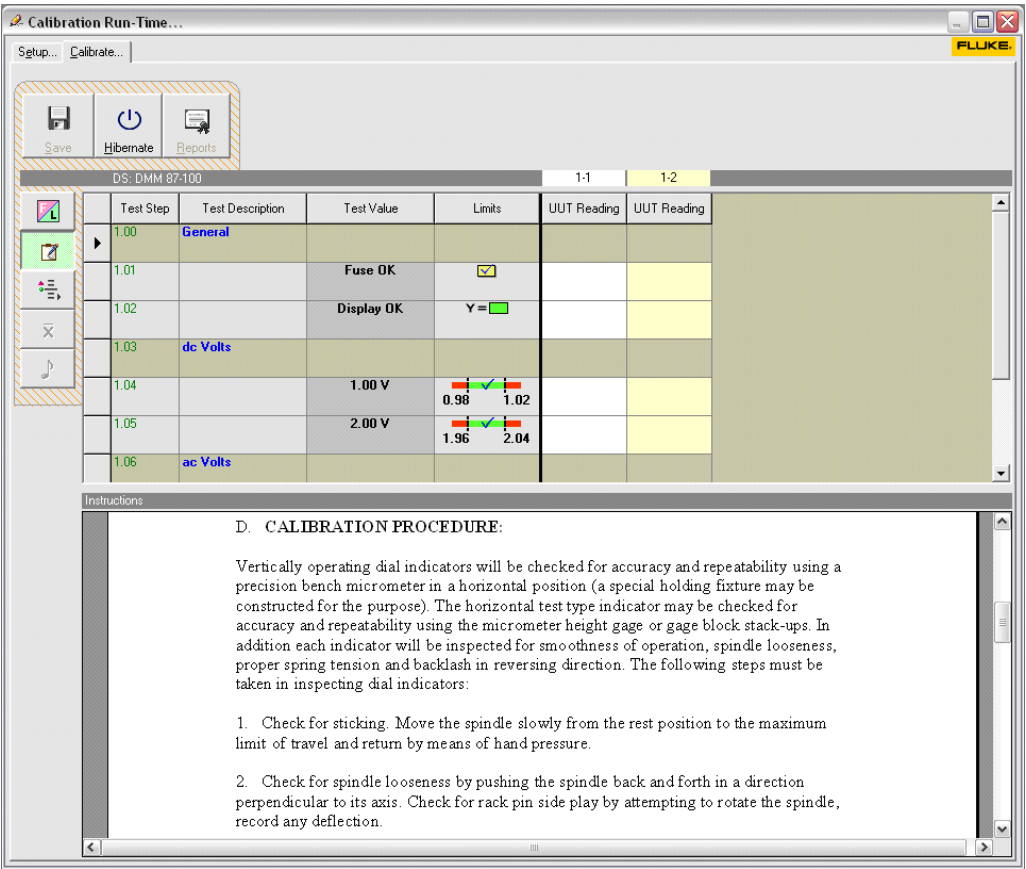 Calibration Run-Time...
Setup... Calibrate...
FLUKE.
Save Hibernate Reports
DS: DMM 87-100 1-1 1-2
Test Step Test Description Test Value Limits UUT Reading UUT Reading
1.00 General
1.01 Fuse OK
1.02 Display OK Y =
1.03 dc Volts
1.04 1.00 V
0.98 1.02
1.05 2.00 V
1.96 2.04
1.06 ac Volts
Instructions
D. CALIBRATION PROCEDURE:
Vertically operating dial indicators will be checked for accuracy and repeatability using a
precision bench micrometer in a horizontal position (a special holding fixture may be
constructed for the purpose). The horizontal test type indicator may be checked for
accuracy and repeatability using the micrometer height gage or gage block stack-ups. In
addition each indicator will be inspected for smoothness of operation, spindle looseness,
proper spring tension and backlash in reversing direction. The following steps must be
taken in inspecting dial indicators:
1. Check for sticking. Move the spindle slowly from the rest position to the maximum
limit of travel and return by means of hand pressure.
2. Check for spindle looseness by pushing the spindle back and forth in a direction
perpendicular to its axis. Check for rack pin side play by attempting to rotate the spindle,
record any deflection.